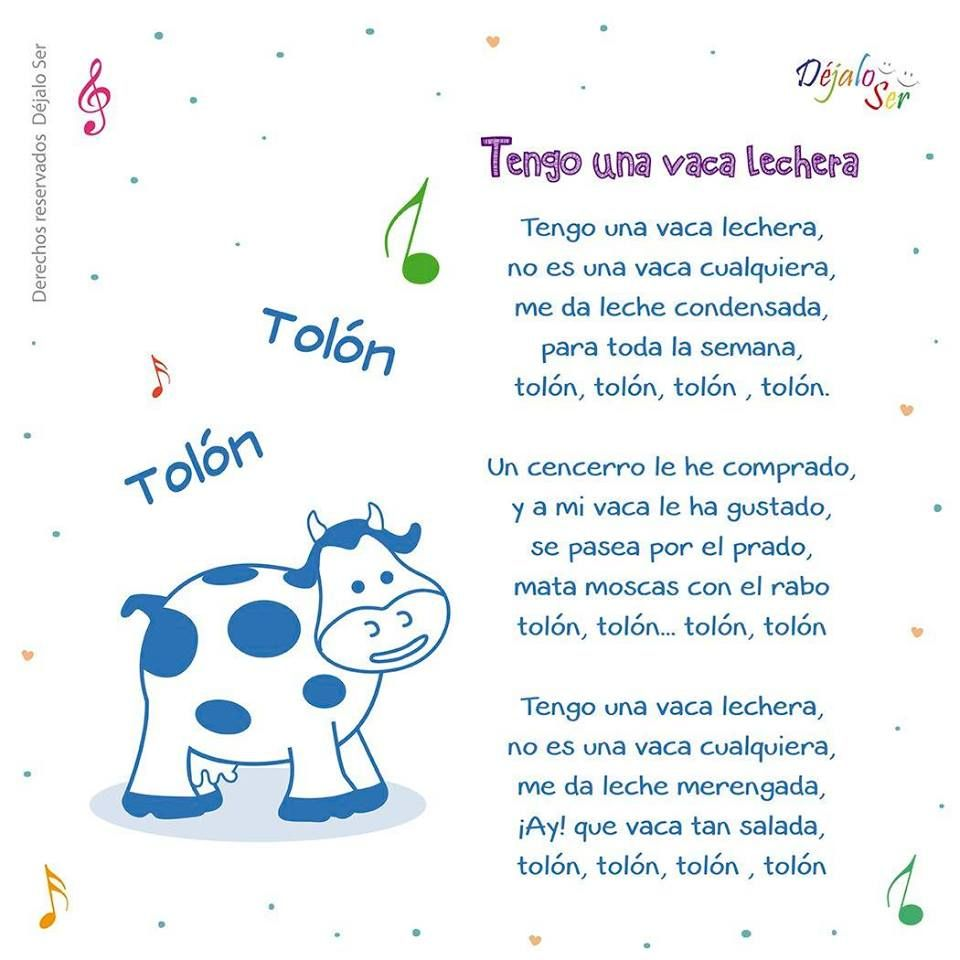 Derechos reservados Déjalo Ser
Déjalo
Ser
Tengo una vaca lechera
Tengo una vaca lechera,
no es una vaca cualquiera,
me da leche condensada,
para toda la semana,
tolón, tolón, tolón , tolón.
Un cencerro le he comprado,
y a mi vaca le ha gustado,
se pasea por el prado,
mata moscas con el rabo
tolón, tolón... tolón, tolón
Tengo una vaca lechera,
no es una vaca cualquiera,
me da leche merengada,
¡Ay! que vaca tan salada,
tolón, tolón, tolón , tolón
Tolón
Tolón